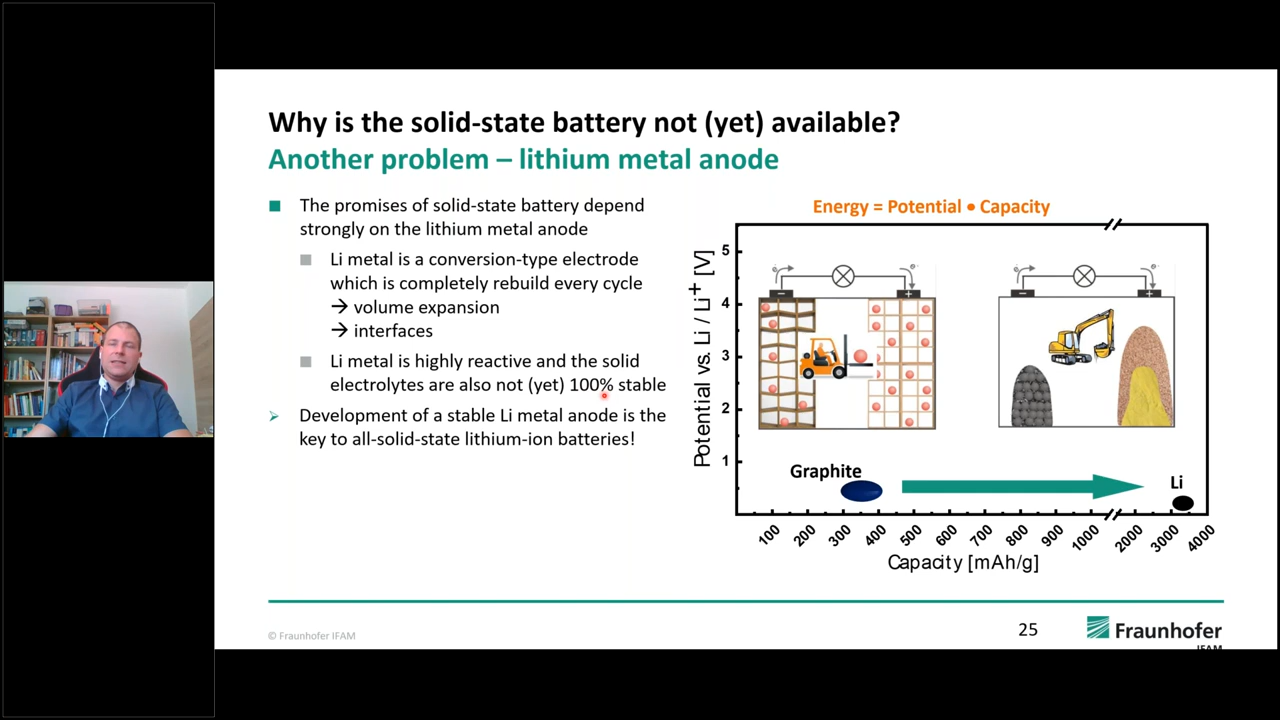 Why is the solid-state battery not (yet) available?
Another problem – lithium metal anode
■ The promises of solid-state battery depend
strongly on the lithium metal anode
■ Li metal is a conversion-type electrode
which is completely rebuild every cycle
→ volume expansion
→ interfaces
■ Li metal is highly reactive and the solid
electrolytes are also not (yet) 100% stable
➢ Development of a stable Li metal anode is the
key to all-solid-state lithium-ion batteries!
Energy = Potential • Capacity
Potential vs. Li / Li+ [V]
5
4
3
2
1
Graphite
Li
100 200 300 400 500 600 700 800 900 1000 2000 3000 4000
Capacity [mAh/g]
© Fraunhofer IFAM
25
Fraunhofer
IFAM